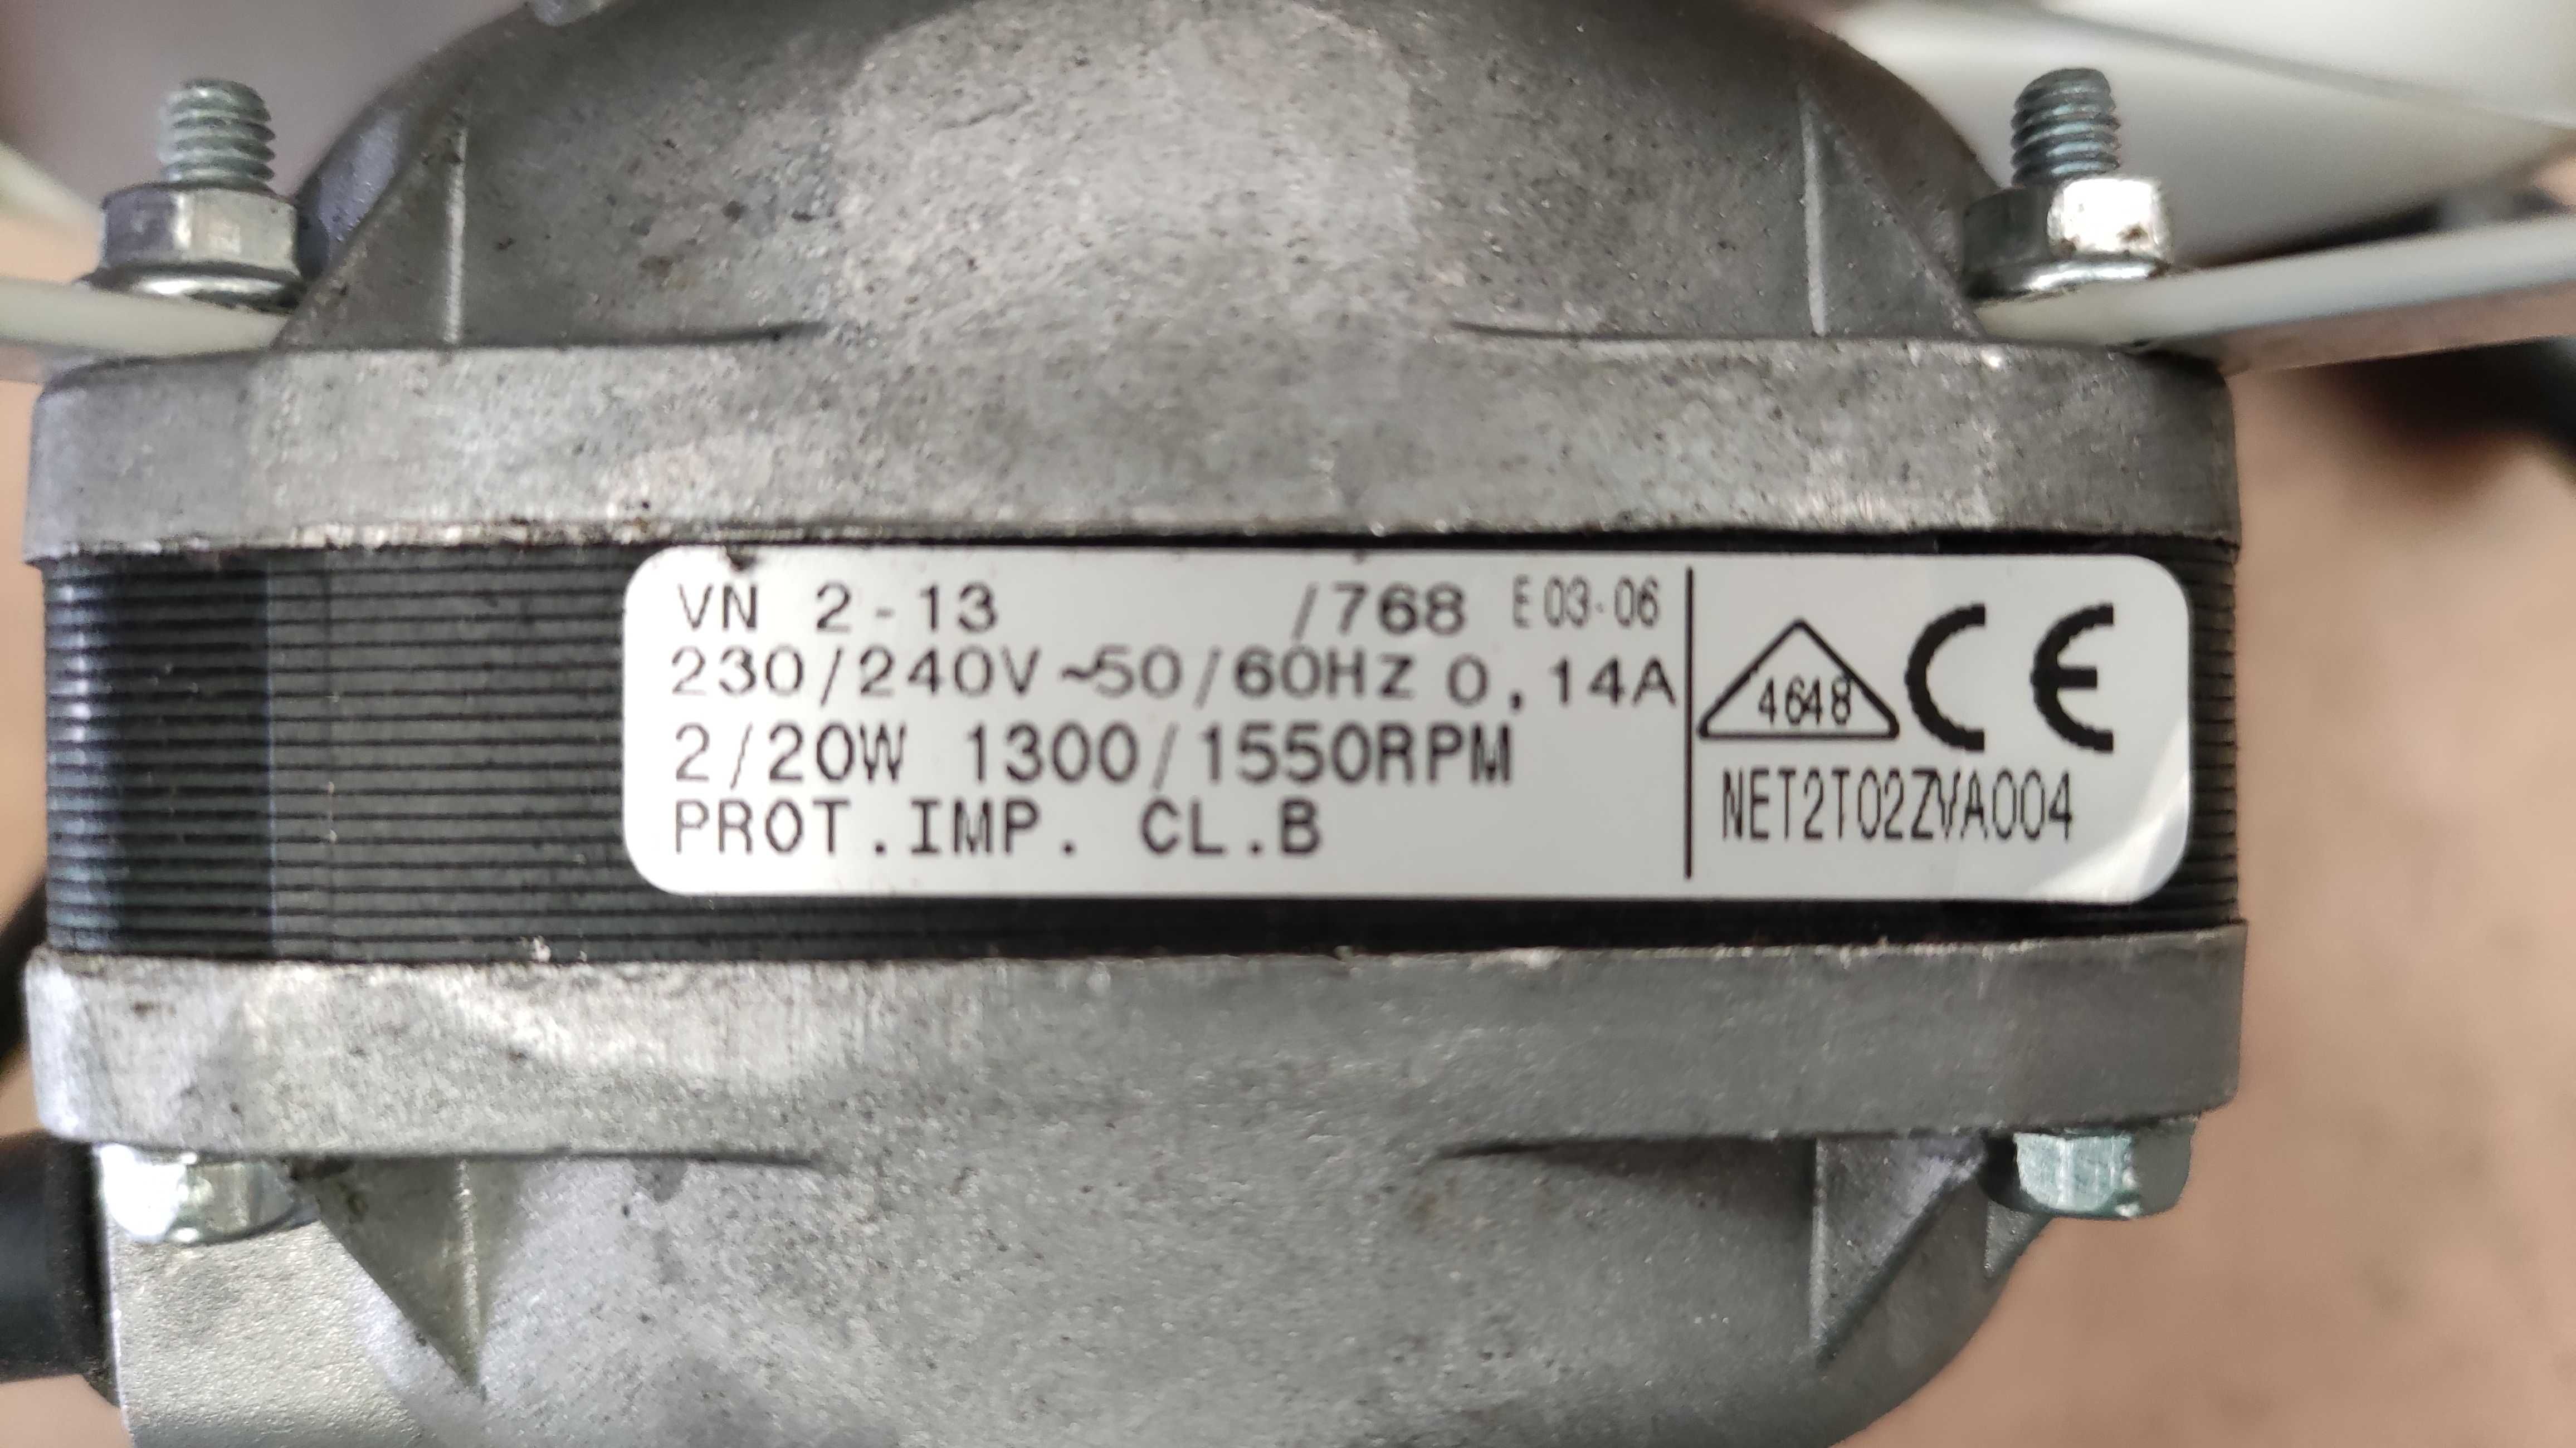 VN 2-13 /768 E 03-06
230/240V~50/60Hz 0,14A
2/20W 1300/1550RPM
PROT.IMP. CL.B
4648 CE
NET2T02ZVA004